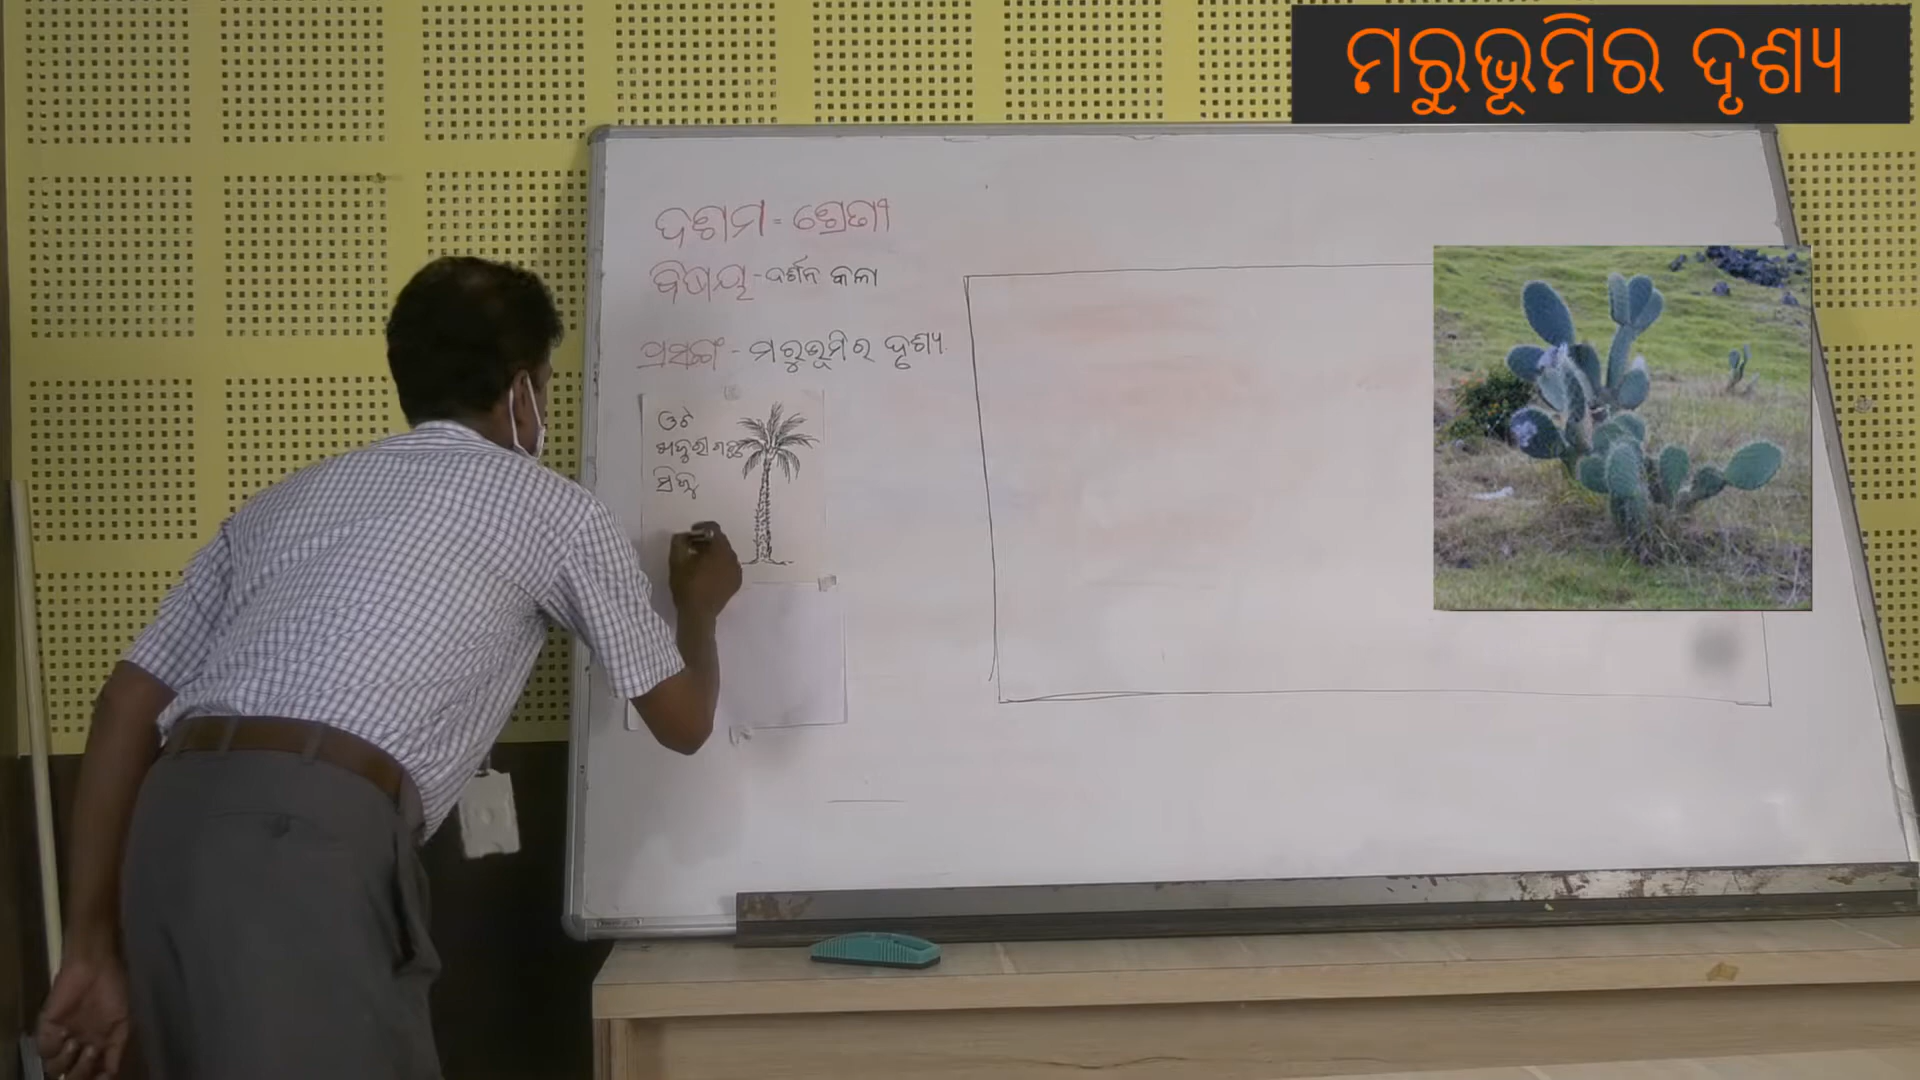 ମରୁଭୂମିର ଦୃଶ୍ୟ
ଦଶମ = ଶ୍ରେଣୀ
ବିଷୟ - ଦର୍ଶନ କଳା
ପ୍ରସଙ୍ଗ - ମରୁଭୂମିର ଦୃଶ୍ୟ
ଓଟ
ଖଜୁରୀ ଗଛ
ସିଜୁ